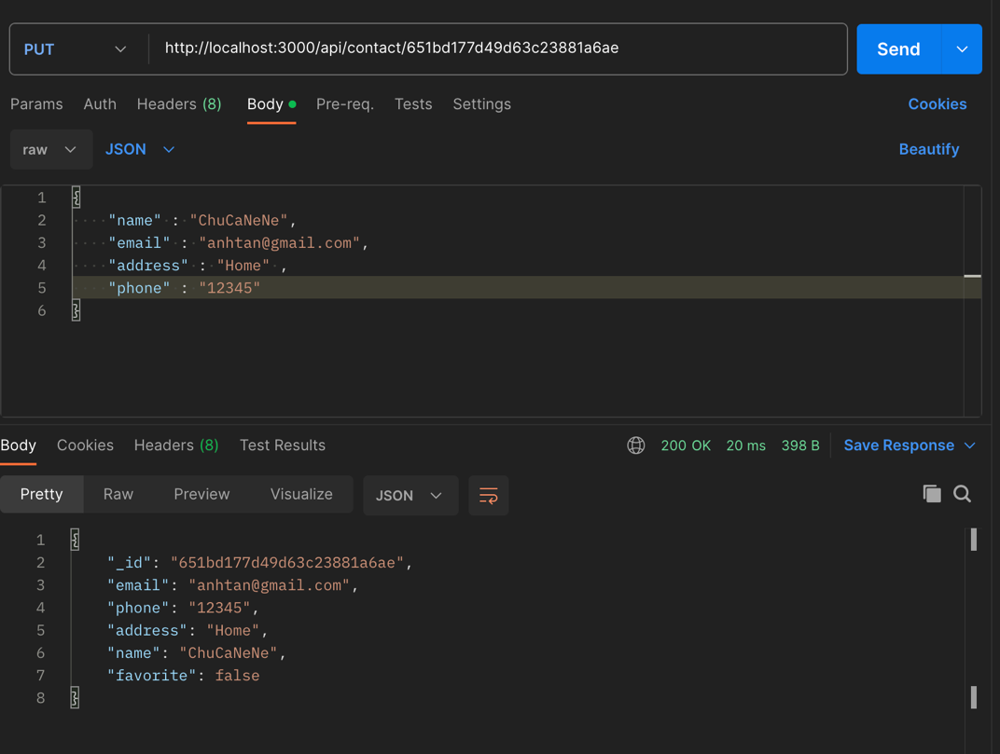 PUT http://localhost:3000/api/contact/651bd177d49d63c23881a6ae Send
Params Auth Headers (8) Body Pre-req. Tests Settings Cookies
raw JSON Beautify
1 {
2 "name" : "ChuCaNeNe",
3 "email" : "anhtan@gmail.com",
4 "address" : "Home" ,
5 "phone" : "12345"
6 }
Body Cookies Headers (8) Test Results 200 OK 20 ms 398 B Save Response
Pretty Raw Preview Visualize JSON
1 {
2 "_id": "651bd177d49d63c23881a6ae",
3 "email": "anhtan@gmail.com",
4 "phone": "12345",
5 "address": "Home",
6 "name": "ChuCaNeNe",
7 "favorite": false
8 }